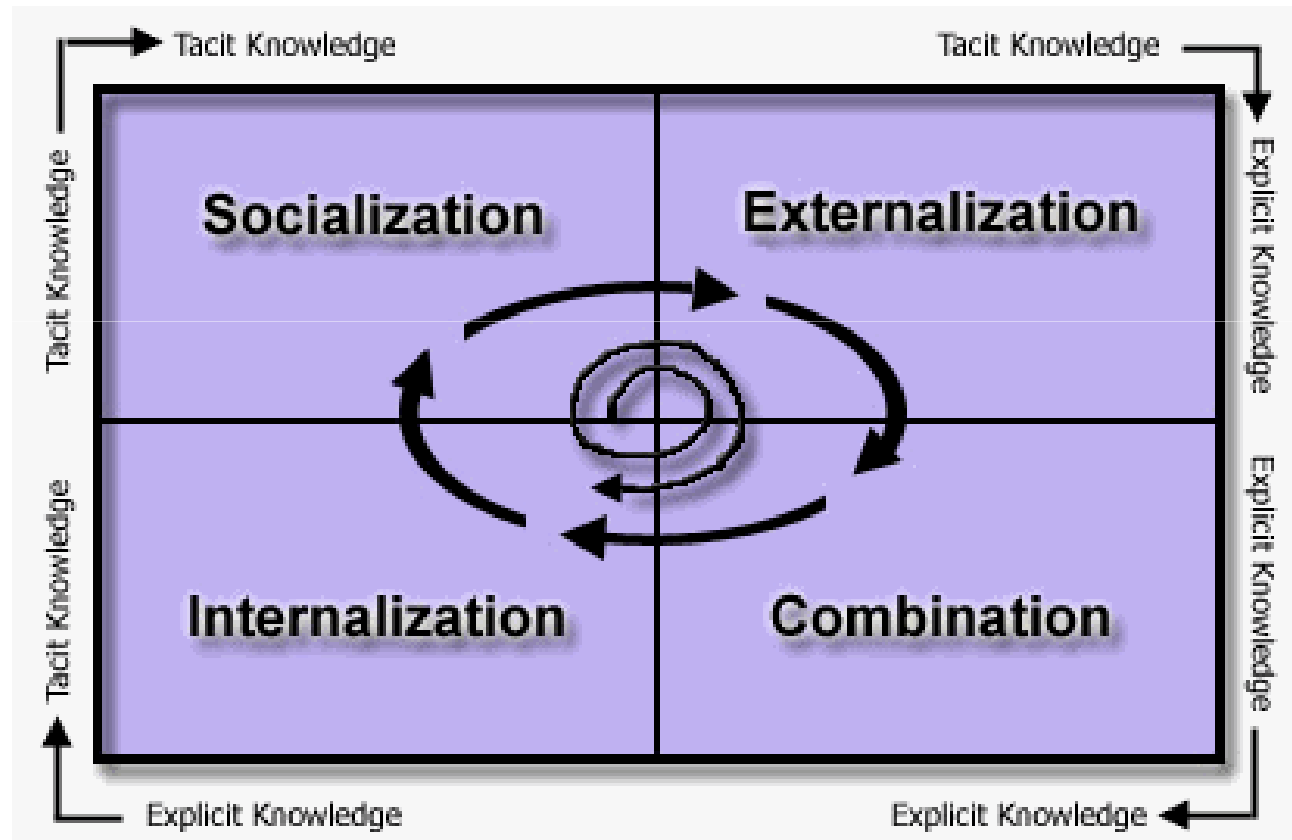 Tacit Knowledge
Tacit Knowledge
Tacit Knowledge
Explicit Knowledge
Socialization
Externalization
Internalization
Combination
Tacit Knowledge
Explicit Knowledge
Explicit Knowledge
Explicit Knowledge